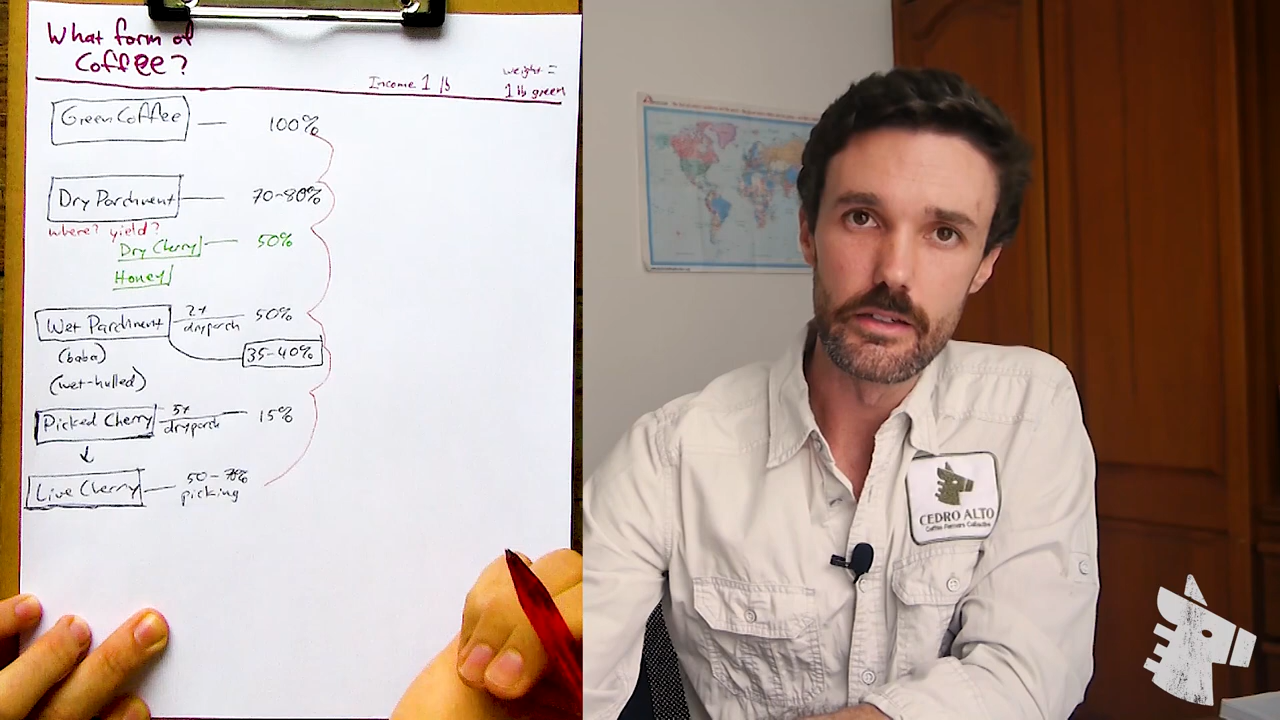 What form of
Coffee?
Income 1 lb
weight =
1 lb green
Green Coffee — 100%
Dry Parchment — 70-80%
where? yield?
Dry Cherry — 50%
Honey
Wet Parchment 2x 50%
dryparch
(baba) 35-40%
(wet-hulled)
Picked Cherry 5x 15%
dryparch
↓
Live Cherry — 50-70%
picking
CEDRO ALTO
Coffee Farmers Collective